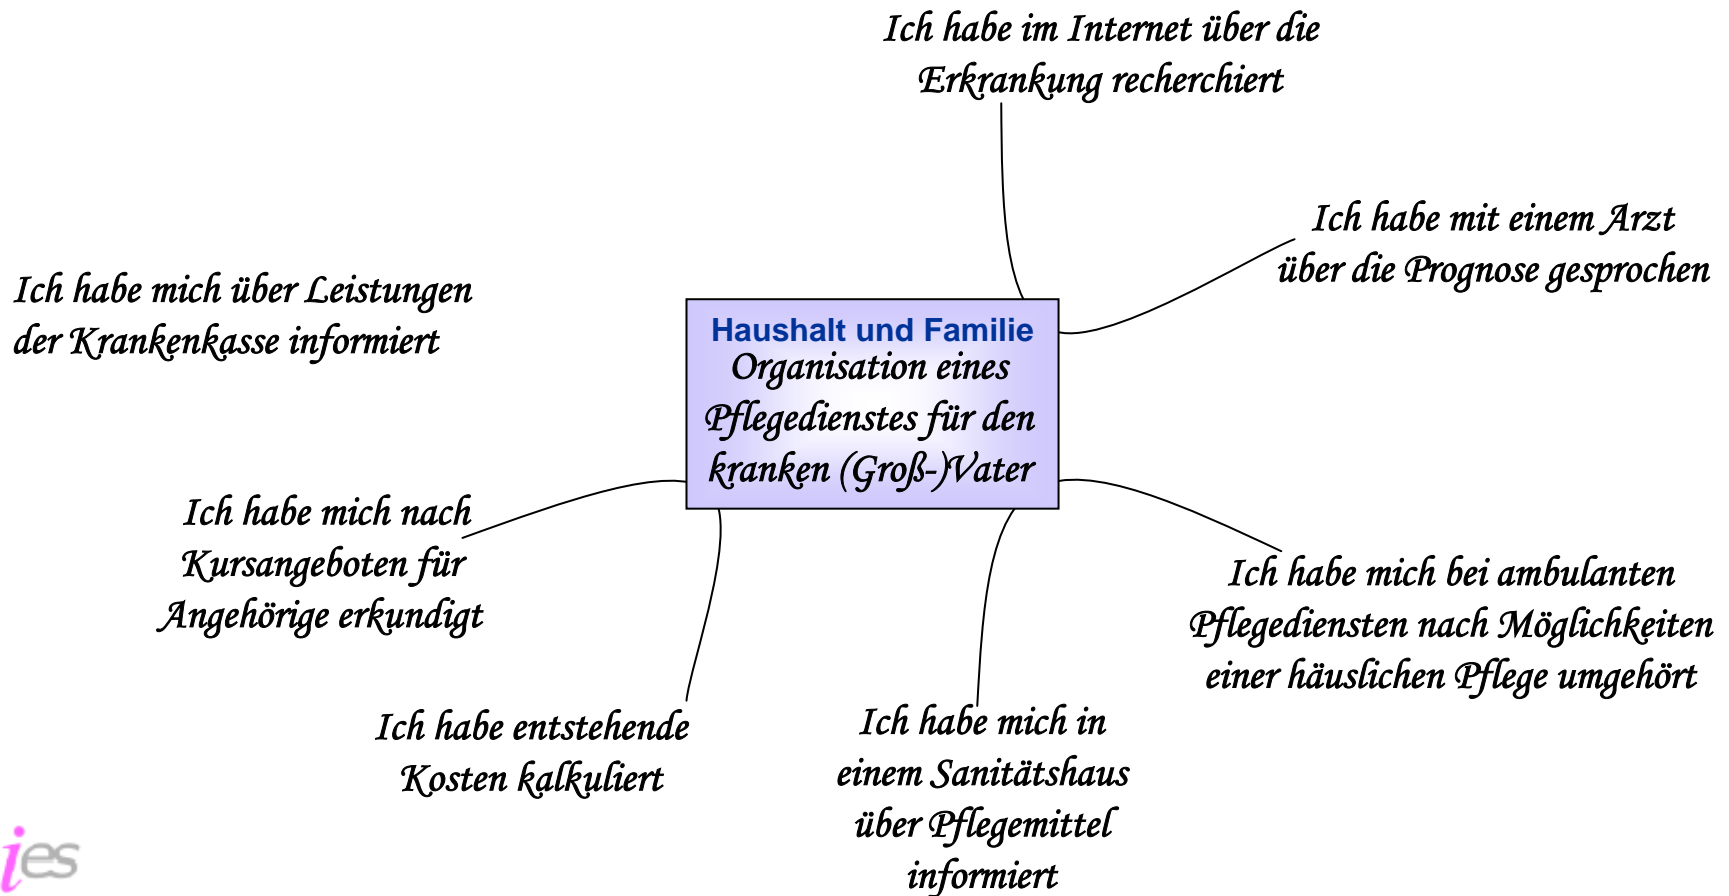 Ich habe im Internet über die
Erkrankung recherchiert
Ich habe mit einem Arzt
über die Prognose gesprochen
Ich habe mich über Leistungen
der Krankenkasse informiert
Haushalt und Familie
Organisation eines
Pflegedienstes für den
kranken (Groß-)Vater
Ich habe mich nach
Kursangeboten für
Angehörige erkundigt
Ich habe mich bei ambulanten
Pflegediensten nach Möglichkeiten
einer häuslichen Pflege umgehört
Ich habe entstehende
Kosten kalkuliert
Ich habe mich in
einem Sanitätshaus
über Pflegemittel
informiert
ies